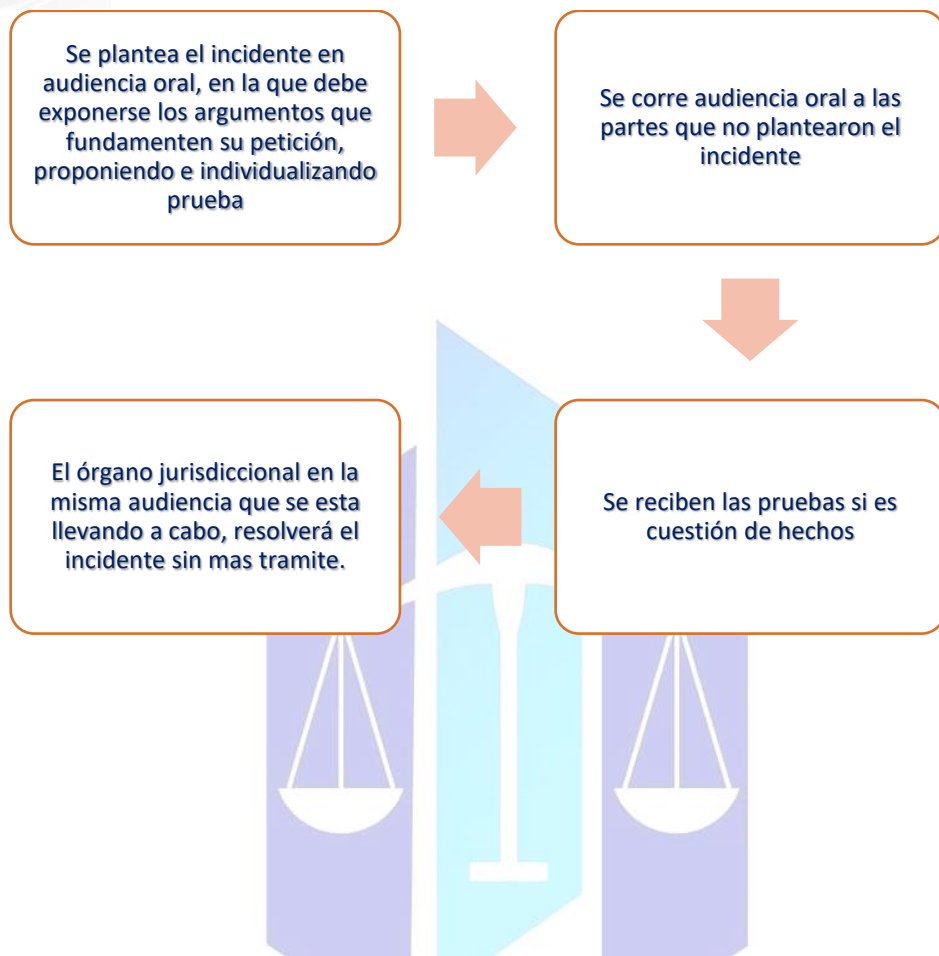 Se plantea el incidente en
audiencia oral, en la que debe
exponerse los argumentos que
fundamenten su petición,
proponiendo e individualizando
prueba
Se corre audiencia oral a las
partes que no plantearon el
incidente
Se reciben las pruebas si es
cuestión de hechos
El órgano jurisdiccional en la
misma audiencia que se esta
llevando a cabo, resolverá el
incidente sin mas tramite.